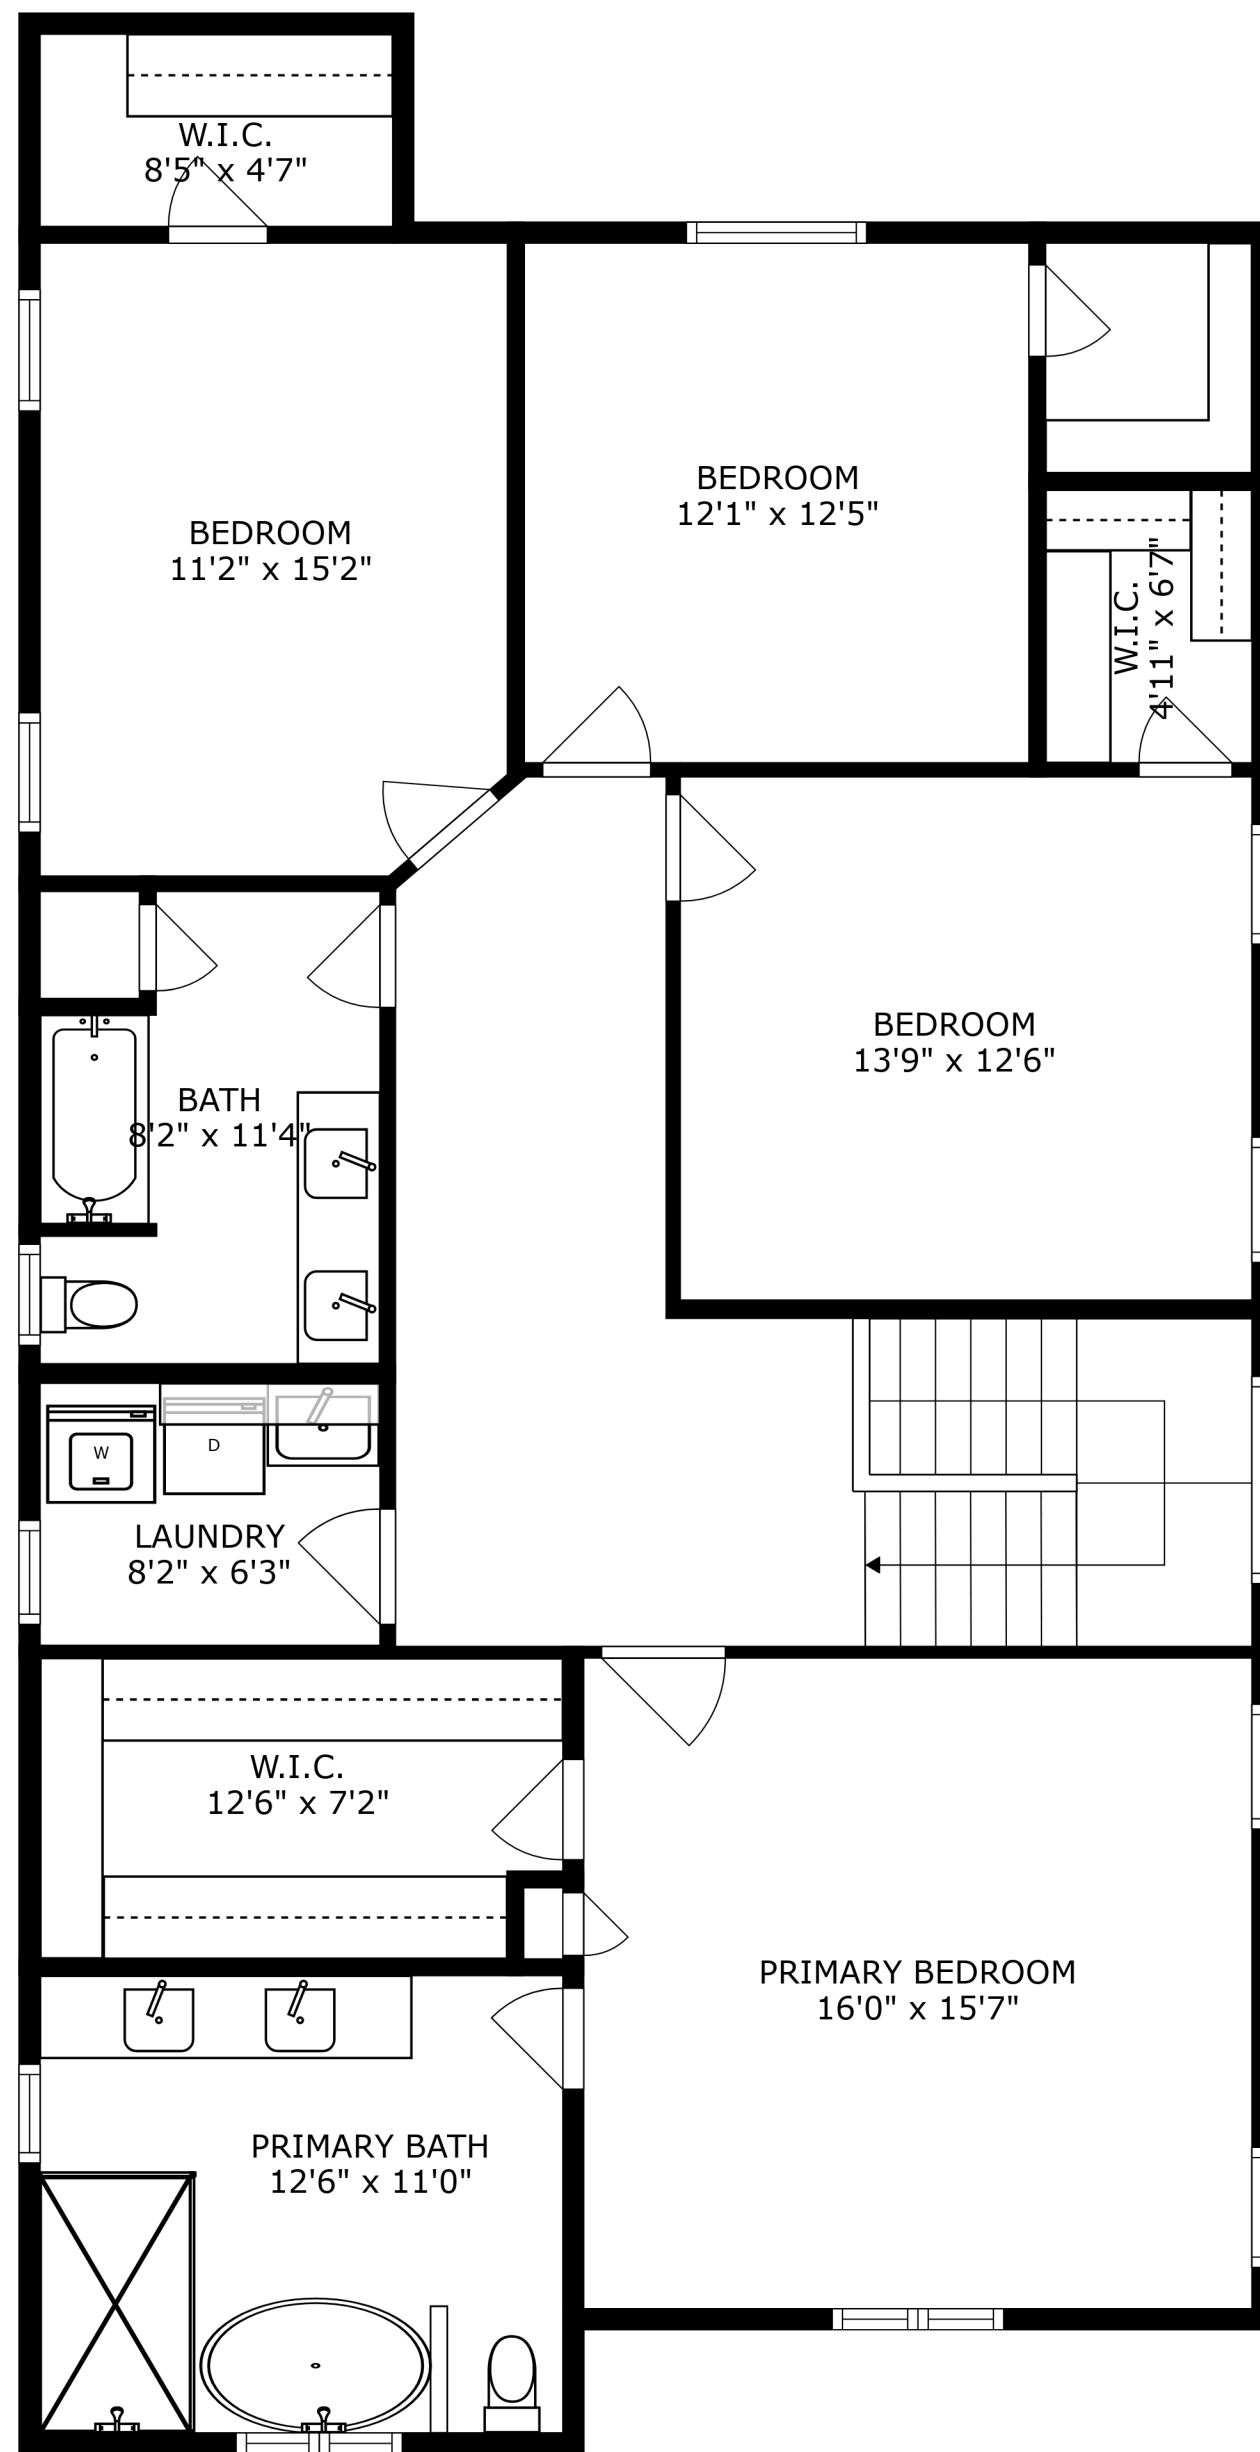 W.I.C.
8'5" x 4'7"
BEDROOM
12'1" x 12'5"
BEDROOM
11'2" x 15'2"
W.I.C.
4'11" x 6'7"
BEDROOM
13'9" x 12'6"
BATH
8'2" x 11'4"
W
D
LAUNDRY
8'2" x 6'3"
W.I.C.
12'6" x 7'2"
PRIMARY BEDROOM
16'0" x 15'7"
PRIMARY BATH
12'6" x 11'0"